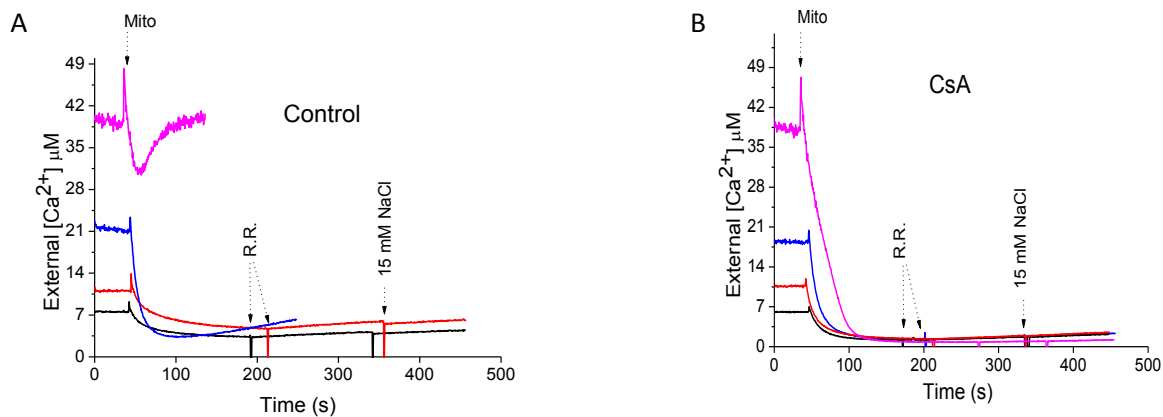 A
Mito
Control
External [Ca²⁺] µM
49
42
35
28
21
14
7
0
R.R.
15 mM NaCl
0 100 200 300 400 500
Time (s)
B
Mito
CsA
External [Ca²⁺] µM
49
42
35
28
21
14
7
0
R.R.
15 mM NaCl
0 100 200 300 400 500
Time (s)